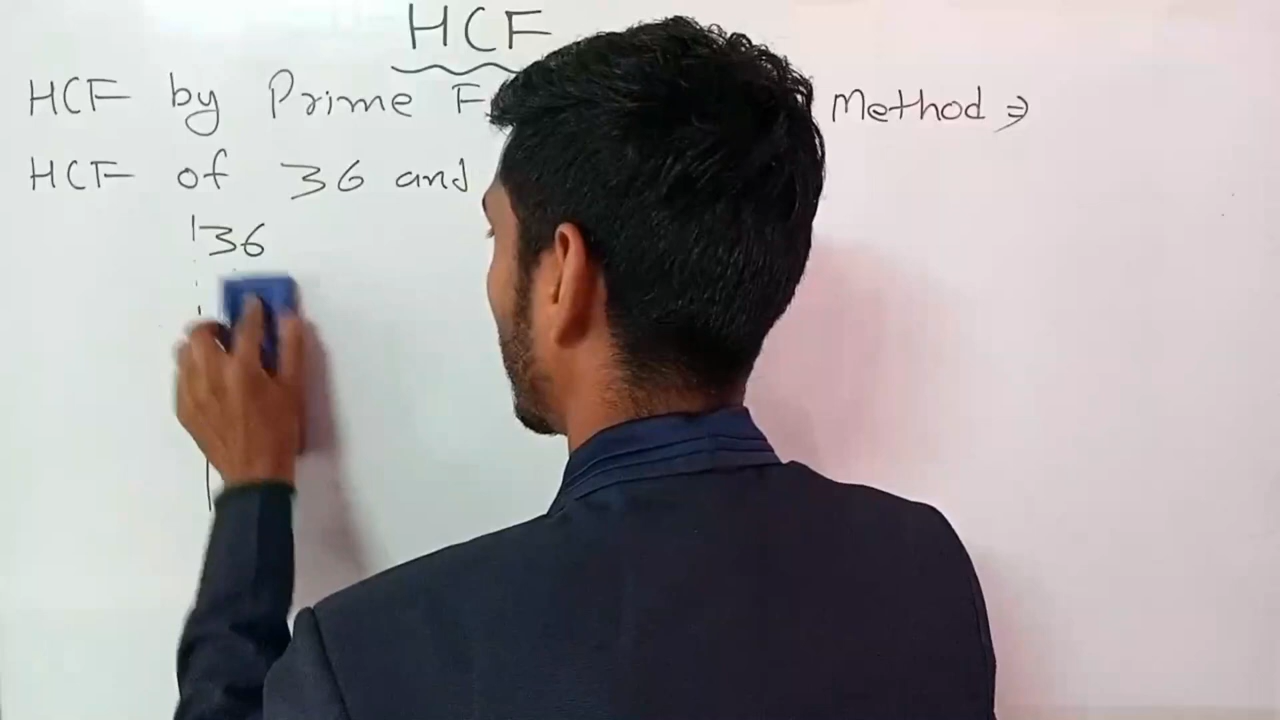 HCF
HCF by Prime Method ⇒
HCF of 36 and
36